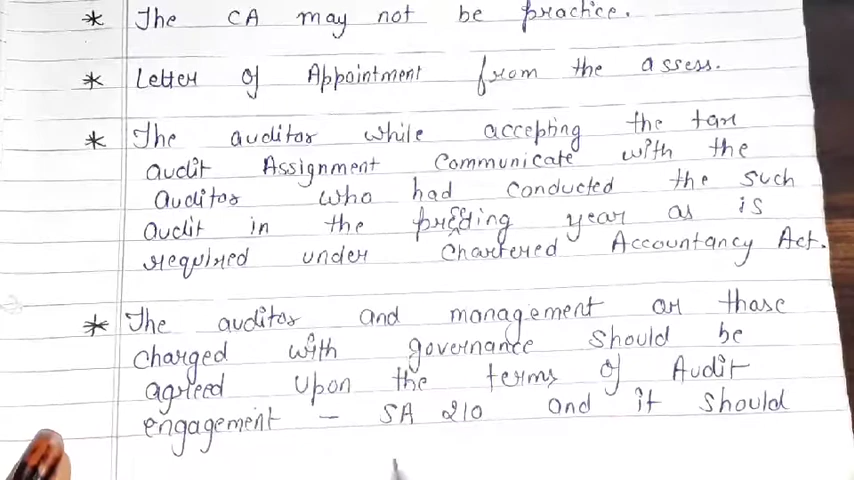 * The CA may not be practice.
* Letter of Appointment from the assess.
* The auditor while accepting the tax
audit Assignment Communicate with the
auditor who had conducted the such
audit in the preceding year as is
required under Chartered Accountancy Act.
* The auditor and management or those
charged with governance should be
agreed upon the terms of Audit
engagement - SA 210 and it should